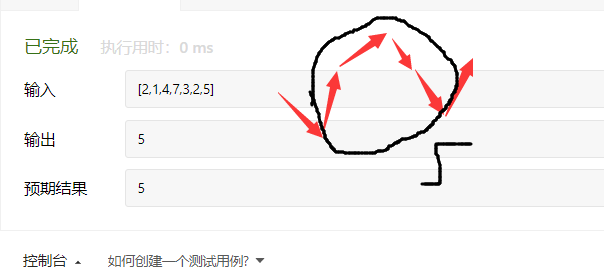 已完成 执行用时：0 ms
输入 [2,1,4,7,3,2,5]
输出 5
预期结果 5
控制台 如何创建一个测试用例?